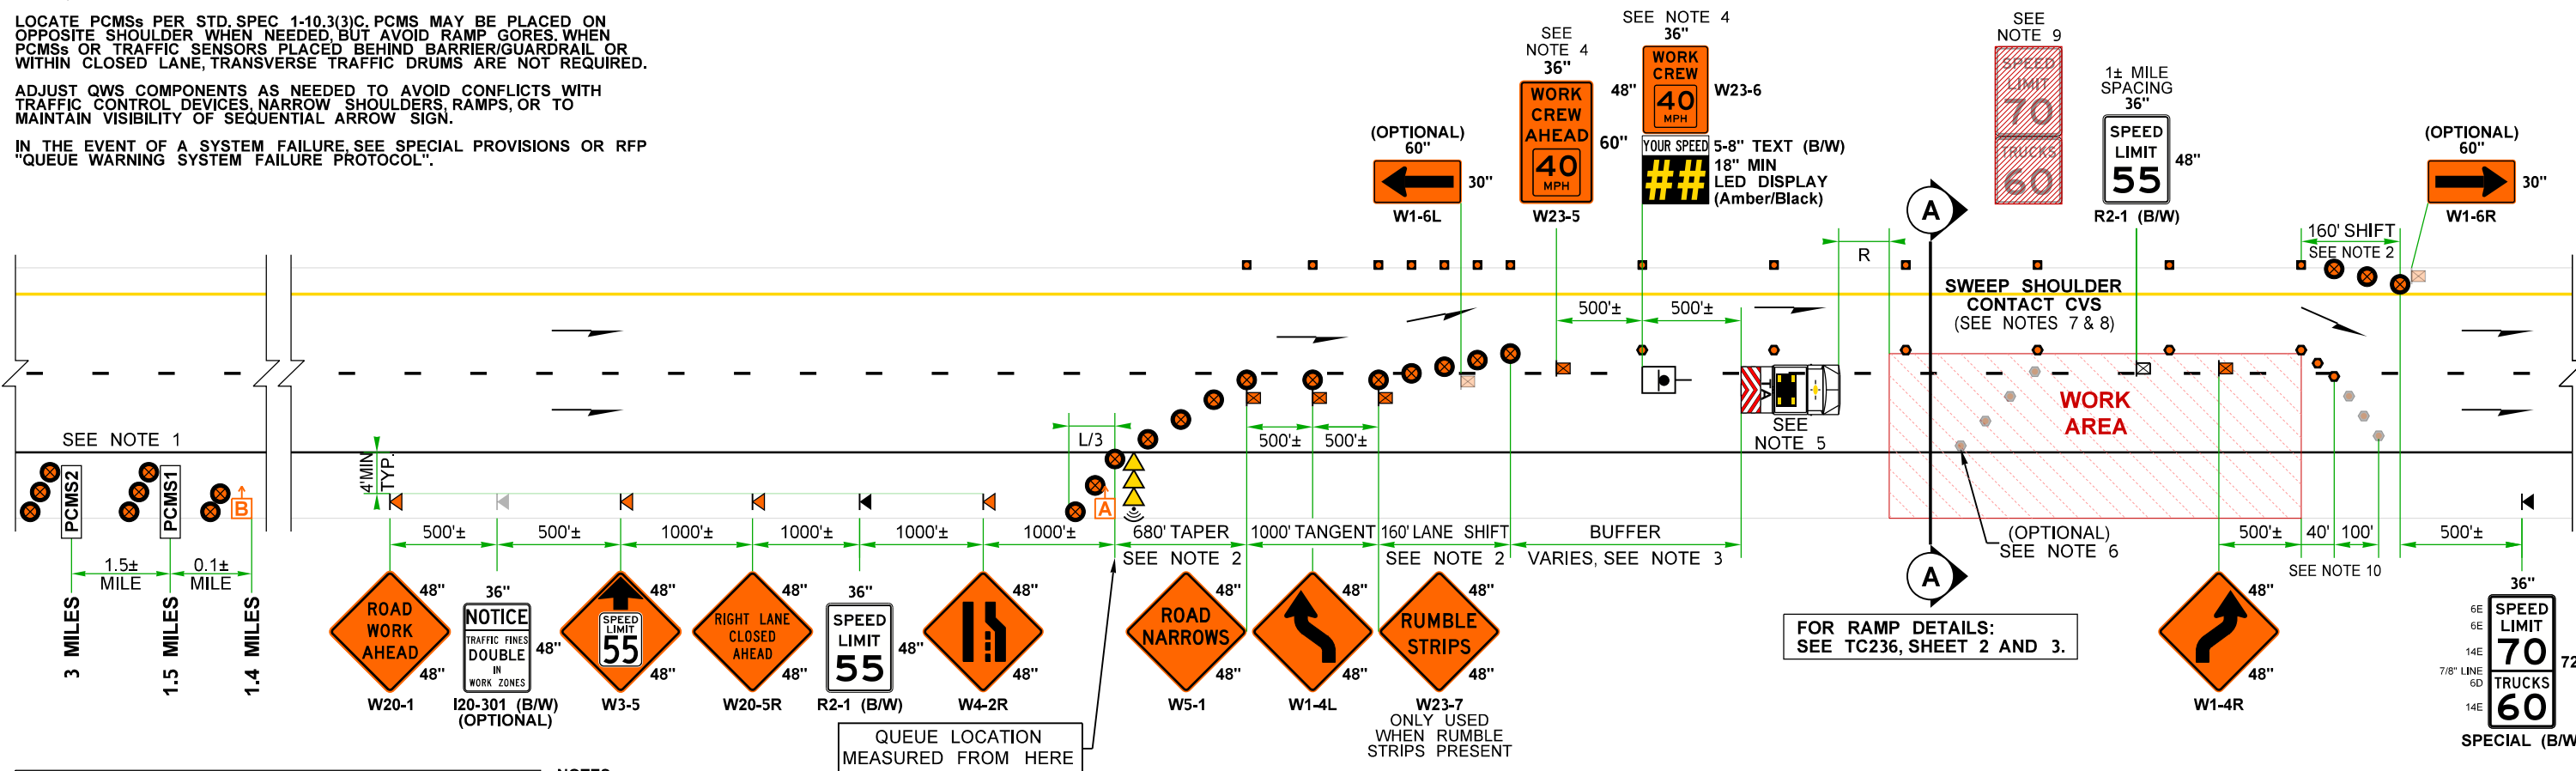 LOCATE PCMSs PER STD. SPEC 1-10.3(3)C. PCMS MAY BE PLACED ON
OPPOSITE SHOULDER WHEN NEEDED, BUT AVOID RAMP GORES. WHEN
PCMSs OR TRAFFIC SENSORS PLACED BEHIND BARRIER/GUARDRAIL OR
WITHIN CLOSED LANE, TRANSVERSE TRAFFIC DRUMS ARE NOT REQUIRED.
ADJUST QWS COMPONENTS AS NEEDED TO AVOID CONFLICTS WITH
TRAFFIC CONTROL DEVICES, NARROW SHOULDERS, RAMPS, OR TO
MAINTAIN VISIBILITY OF SEQUENTIAL ARROW SIGN.
IN THE EVENT OF A SYSTEM FAILURE, SEE SPECIAL PROVISIONS OR RFP
"QUEUE WARNING SYSTEM FAILURE PROTOCOL".
(OPTIONAL)
60"
30"
W1-6L
SEE
NOTE 4
36"
WORK
CREW
AHEAD
40
MPH
60"
W23-5
SEE NOTE 4
36"
WORK
CREW
40
MPH
48"
W23-6
YOUR SPEED
##
5-8" TEXT (B/W)
18" MIN
LED DISPLAY
(Amber/Black)
SEE
NOTE 9
SPEED
LIMIT
70
TRUCKS
60
1± MILE
SPACING
36"
SPEED
LIMIT
55
48"
R2-1 (B/W)
(OPTIONAL)
60"
30"
W1-6R
A
R
160' SHIFT
SEE NOTE 2
SWEEP SHOULDER
CONTACT CVS
(SEE NOTES 7 & 8)
500'±
500'±
SEE
NOTE 5
WORK
AREA
SEE NOTE 1
PCMS2
PCMS1
B
4'MIN
TYP.
L/3
A
500'±
500'±
500'±
500'±
1000'±
1000'±
1000'±
1000'±
680' TAPER
SEE NOTE 2
1000' TANGENT
160' LANE SHIFT
SEE NOTE 2
BUFFER
VARIES, SEE NOTE 3
(OPTIONAL)
SEE NOTE 6
500'±
40'
100'
SEE NOTE 10
500'±
1.5±
MILE
0.1±
MILE
3 MILES
1.5 MILES
1.4 MILES
ROAD
WORK
AHEAD
48"
48"
W20-1
36"
NOTICE
TRAFFIC FINES
DOUBLE
IN
WORK ZONES
48"
I20-301 (B/W)
(OPTIONAL)
SPEED
LIMIT
55
48"
48"
W3-5
RIGHT LANE
CLOSED
AHEAD
48"
48"
W20-5R
36"
SPEED
LIMIT
55
48"
R2-1 (B/W)
48"
48"
W4-2R
QUEUE LOCATION
MEASURED FROM HERE
ROAD
NARROWS
48"
48"
W5-1
48"
48"
W1-4L
RUMBLE
STRIPS
48"
48"
W23-7
ONLY USED
WHEN RUMBLE
STRIPS PRESENT
A
FOR RAMP DETAILS:
SEE TC236, SHEET 2 AND 3.
48"
48"
W1-4R
36"
6E
6E
14E
7/8" LINE
6D
14E
SPEED
LIMIT
70
TRUCKS
60
72
SPECIAL (B/W
NOTES